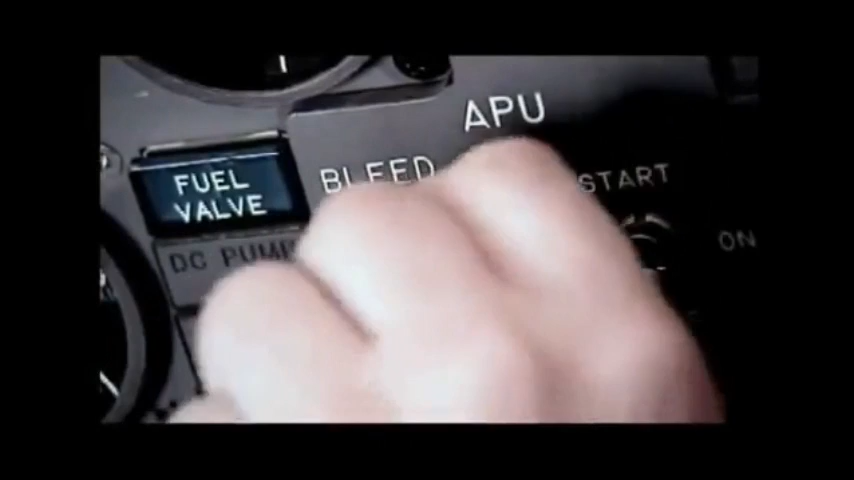 APU
BLEED
START
FUEL
VALVE
ON
DC PUMP